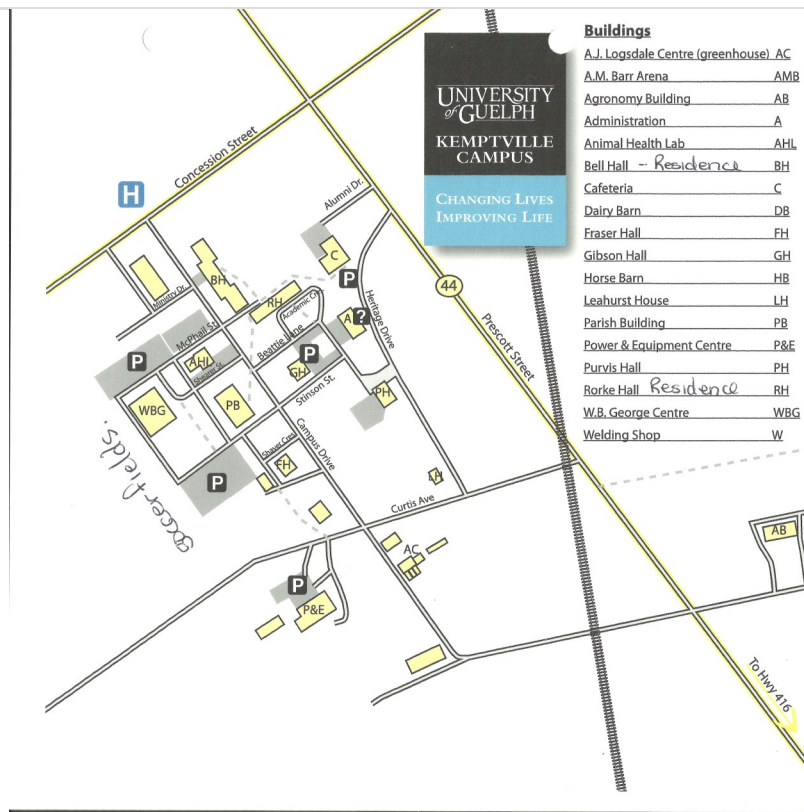 Buildings
A.J. Logsdale Centre (greenhouse) AC
A.M. Barr Arena AMB
Agronomy Building AB
Administration A
Animal Health Lab AHL
Bell Hall - Residence BH
Cafeteria C
Dairy Barn DB
Fraser Hall FH
Gibson Hall GH
Horse Barn HB
Leahurst House LH
Parish Building PB
Power & Equipment Centre P&E
Purvis Hall PH
Rorke Hall Residence RH
W.B. George Centre WBG
Welding Shop W
UNIVERSITY
of GUELPH
KEMPTVILLE
CAMPUS
CHANGING LIVES
IMPROVING LIFE
Concession Street
H
Alumni Dr.
C
BH
P
44
Ministry Dr.
RH
Academic Cr.
A
?
Heritage Drive
Prescott Street
McPhail St.
Beattie Lane
P
P
AHL
GH
Shearer St.
Stinson St.
PH
WBG
PB
Campus Drive
soccer fields.
Shaver Cres.
FH
P
LH
Curtis Ave
AB
AC
P
P&E
To Hwy 416